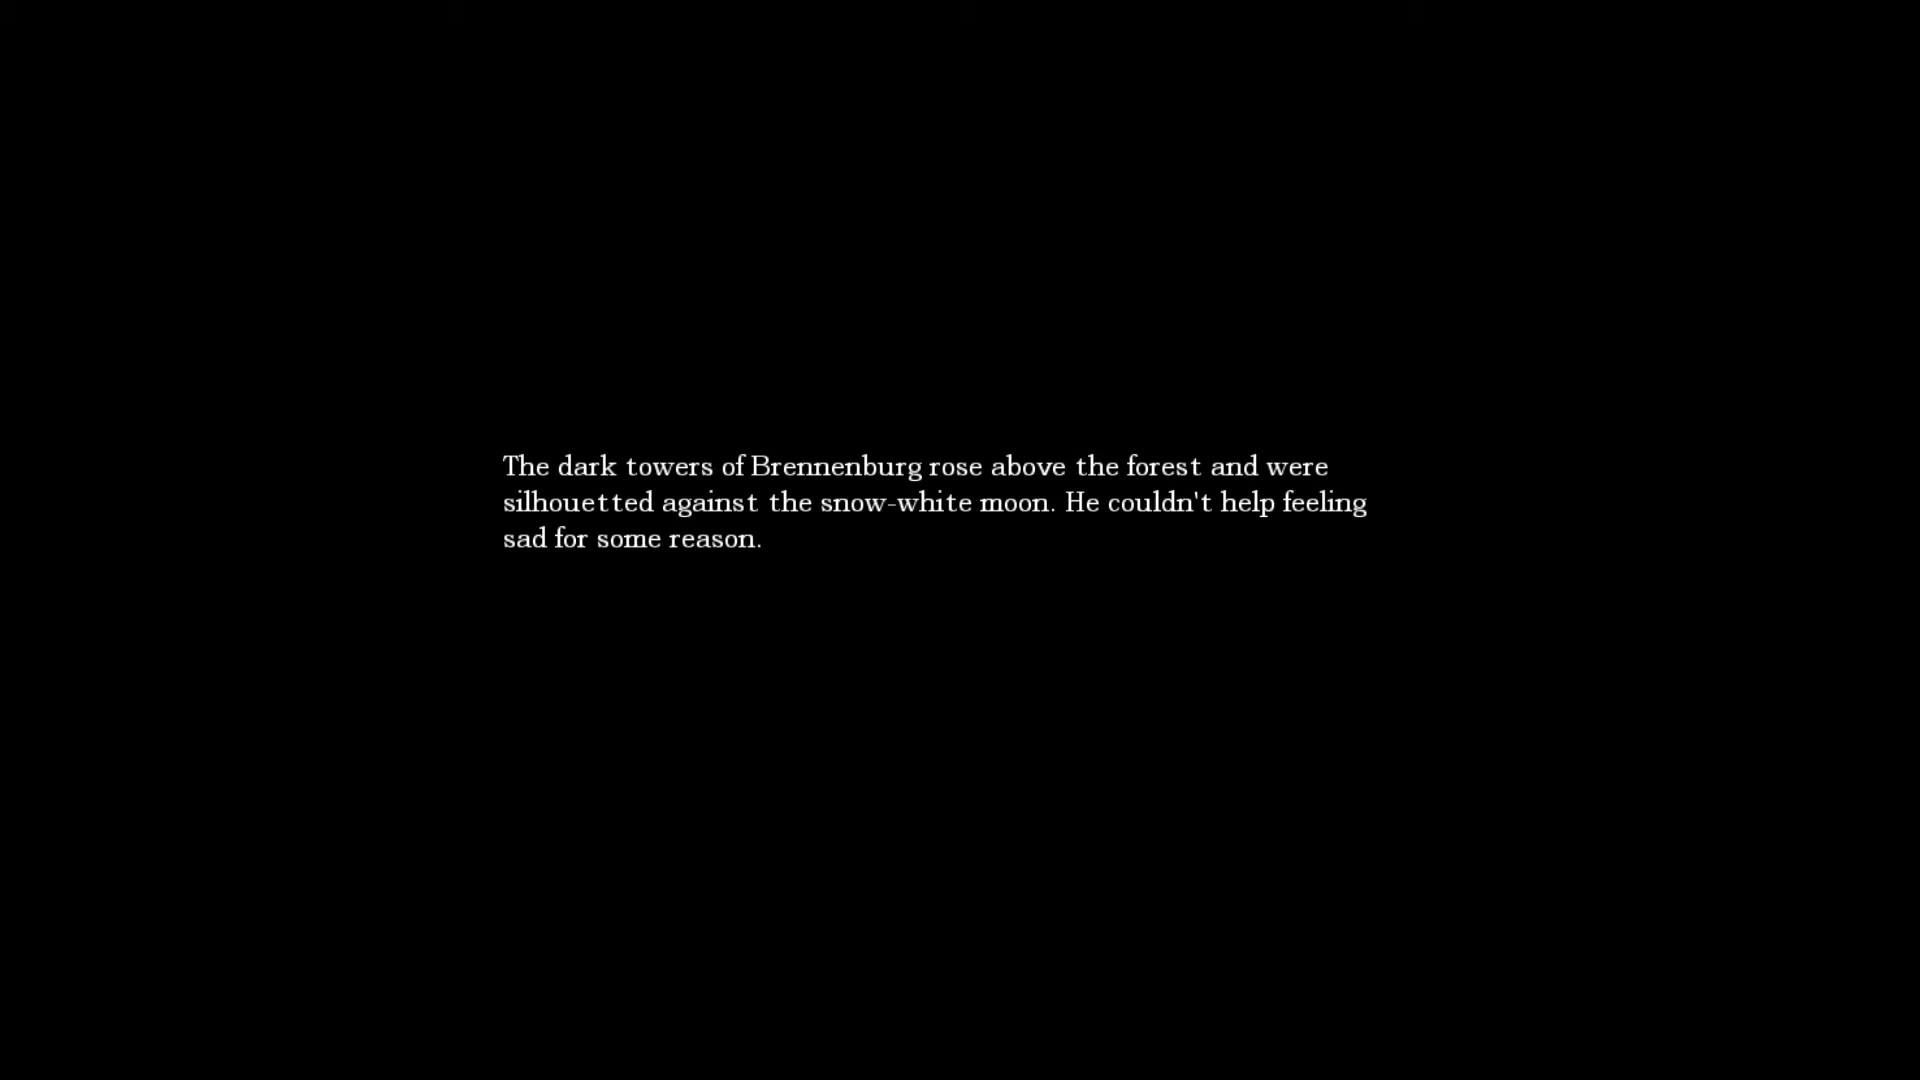 The dark towers of Brennenburg rose above the forest and were
silhouetted against the snow-white moon. He couldn't help feeling
sad for some reason.